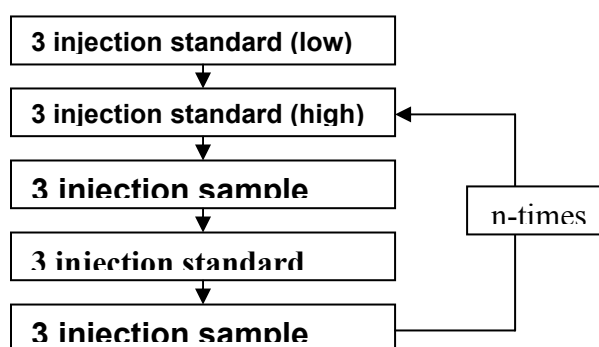 3 injection standard (low)
3 injection standard (high)
3 injection sample
n-times
3 injection standard
3 injection sample